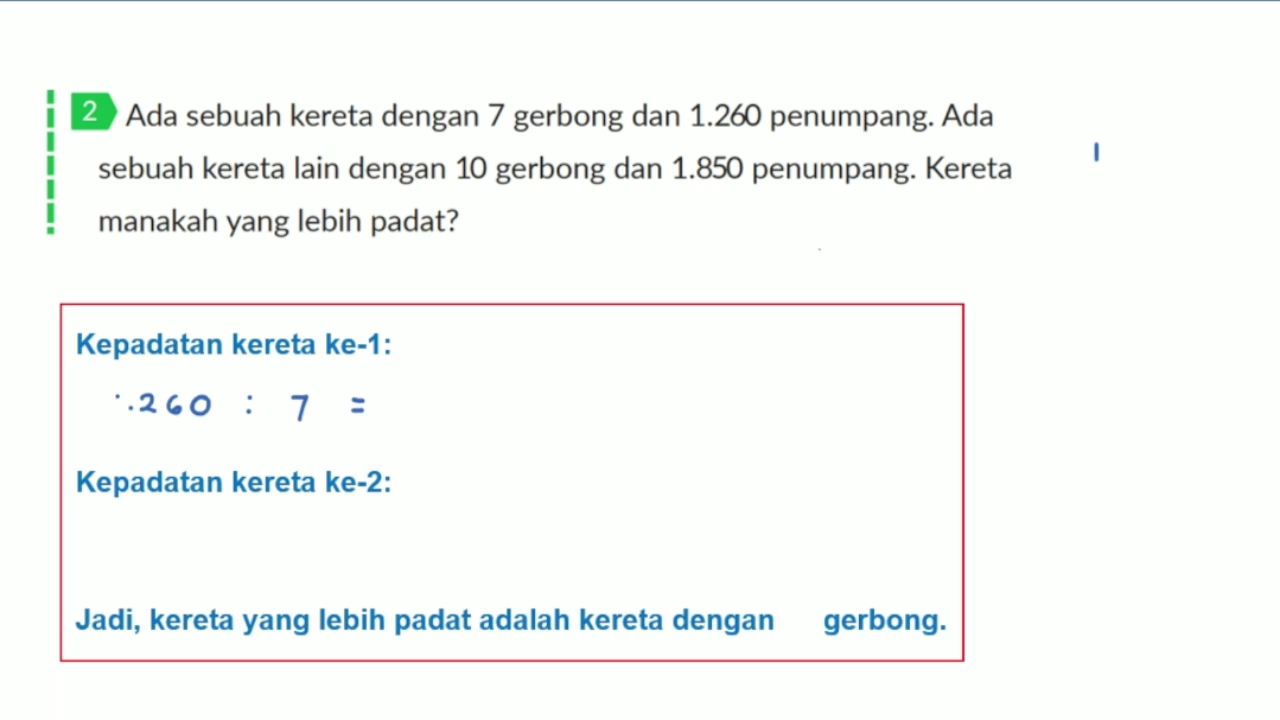 2 Ada sebuah kereta dengan 7 gerbong dan 1.260 penumpang. Ada
sebuah kereta lain dengan 10 gerbong dan 1.850 penumpang. Kereta
manakah yang lebih padat?
Kepadatan kereta ke-1:
.260 : 7 =
Kepadatan kereta ke-2:
Jadi, kereta yang lebih padat adalah kereta dengan gerbong.